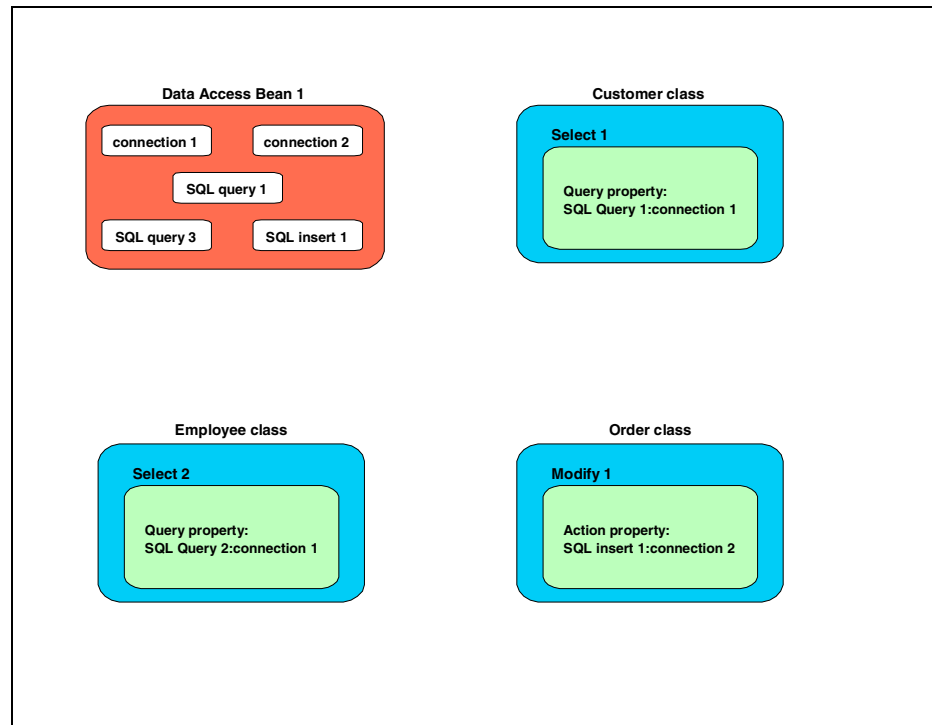 Data Access Bean 1
connection 1
connection 2
SQL query 1
SQL query 3
SQL insert 1
Customer class
Select 1
Query property:
SQL Query 1:connection 1
Employee class
Select 2
Query property:
SQL Query 2:connection 1
Order class
Modify 1
Action property:
SQL insert 1:connection 2